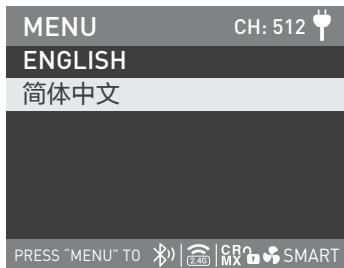 MENU CH: 512
ENGLISH
简体中文
PRESS “MENU” TO 2.4G CRMX SMART